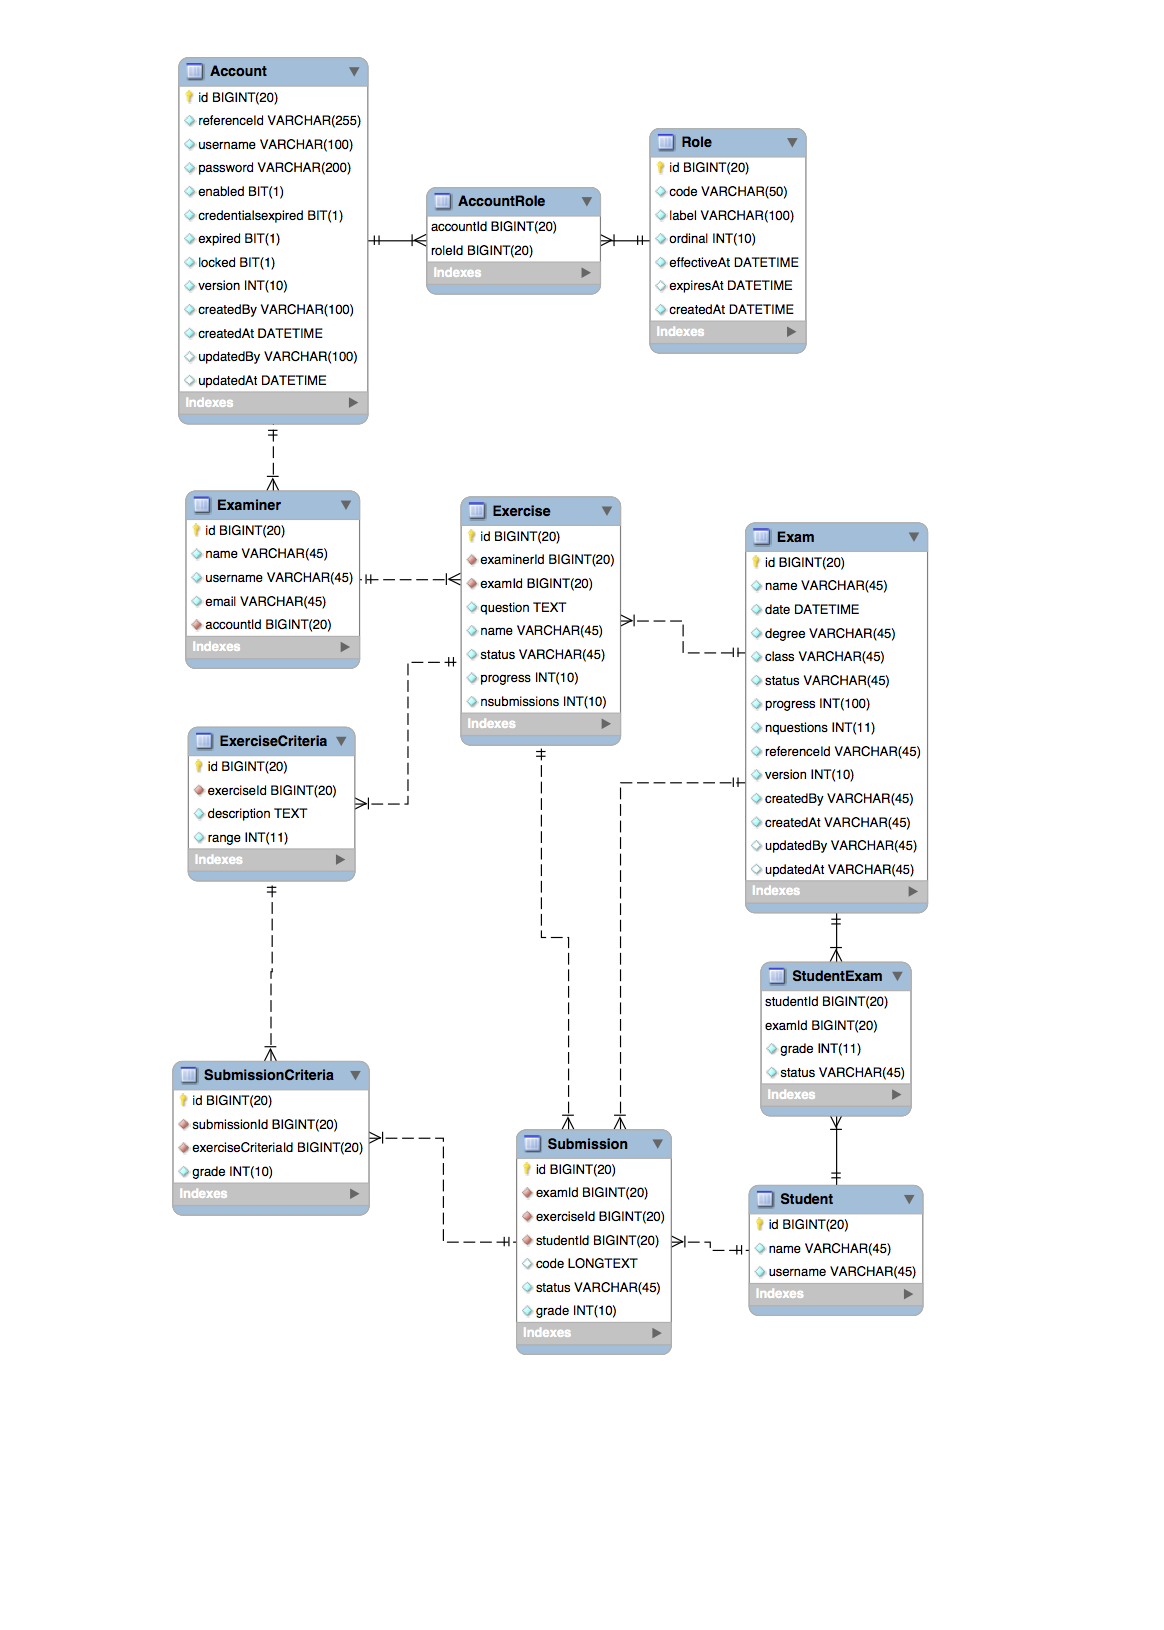 Account
id BIGINT(20)
referenceId VARCHAR(255)
username VARCHAR(100)
password VARCHAR(200)
enabled BIT(1)
credentialsexpired BIT(1)
expired BIT(1)
locked BIT(1)
version INT(10)
createdBy VARCHAR(100)
createdAt DATETIME
updatedBy VARCHAR(100)
updatedAt DATETIME
Indexes
AccountRole
accountId BIGINT(20)
roleId BIGINT(20)
Indexes
Role
id BIGINT(20)
code VARCHAR(50)
label VARCHAR(100)
ordinal INT(10)
effectiveAt DATETIME
expiresAt DATETIME
createdAt DATETIME
Indexes
Examiner
id BIGINT(20)
name VARCHAR(45)
username VARCHAR(45)
email VARCHAR(45)
accountId BIGINT(20)
Indexes
Exercise
id BIGINT(20)
examinerId BIGINT(20)
examId BIGINT(20)
question TEXT
name VARCHAR(45)
status VARCHAR(45)
progress INT(10)
nsubmissions INT(10)
Indexes
Exam
id BIGINT(20)
name VARCHAR(45)
date DATETIME
degree VARCHAR(45)
class VARCHAR(45)
status VARCHAR(45)
progress INT(100)
nquestions INT(11)
referenceId VARCHAR(45)
version INT(10)
createdBy VARCHAR(45)
createdAt VARCHAR(45)
updatedBy VARCHAR(45)
updatedAt VARCHAR(45)
Indexes
ExerciseCriteria
id BIGINT(20)
exerciseId BIGINT(20)
description TEXT
range INT(11)
Indexes
StudentExam
studentId BIGINT(20)
examId BIGINT(20)
grade INT(11)
status VARCHAR(45)
Indexes
SubmissionCriteria
id BIGINT(20)
submissionId BIGINT(20)
exerciseCriteriaId BIGINT(20)
grade INT(10)
Indexes
Submission
id BIGINT(20)
examId BIGINT(20)
exerciseId BIGINT(20)
studentId BIGINT(20)
code LONGTEXT
status VARCHAR(45)
grade INT(10)
Indexes
Student
id BIGINT(20)
name VARCHAR(45)
username VARCHAR(45)
Indexes